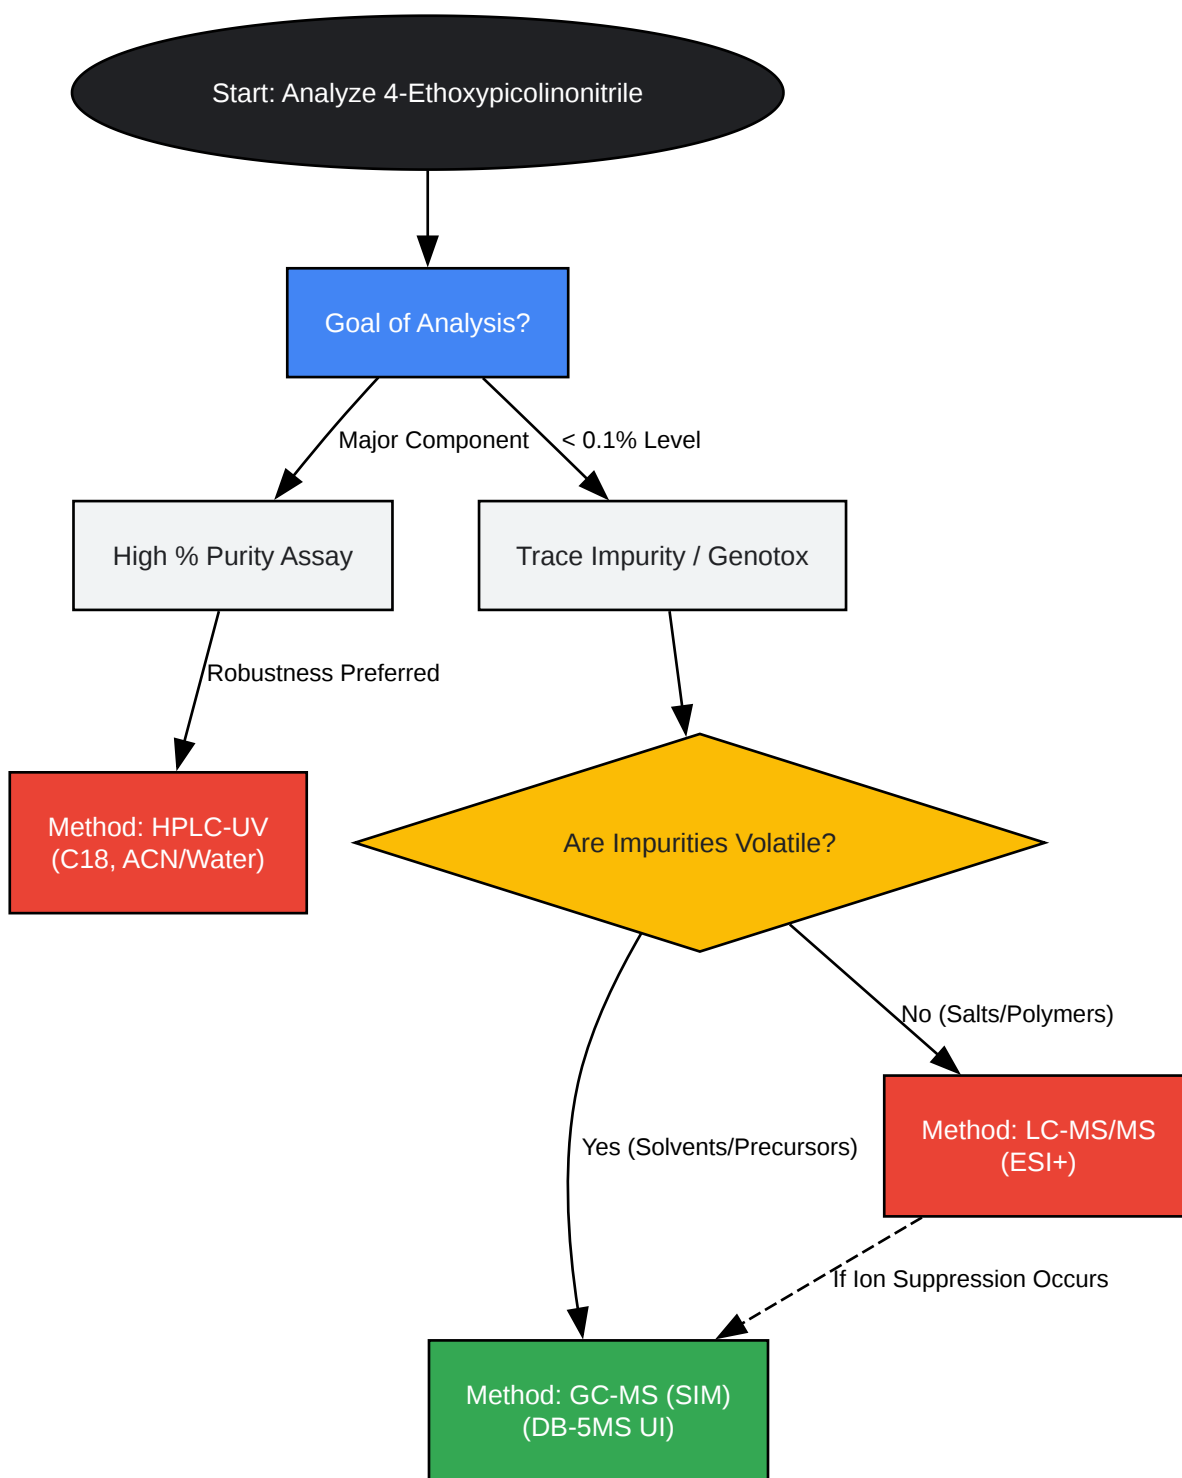 Start: Analyze 4-Ethoxypicolinonitrile
Goal of Analysis?
Major Component
< 0.1% Level
High % Purity Assay
Trace Impurity / Genotox
Robustness Preferred
Method: HPLC-UV
(C18, ACN/Water)
Are Impurities Volatile?
No (Salts/Polymers)
Yes (Solvents/Precursors)
Method: LC-MS/MS
(ESI+)
If Ion Suppression Occurs
Method: GC-MS (SIM)
(DB-5MS UI)